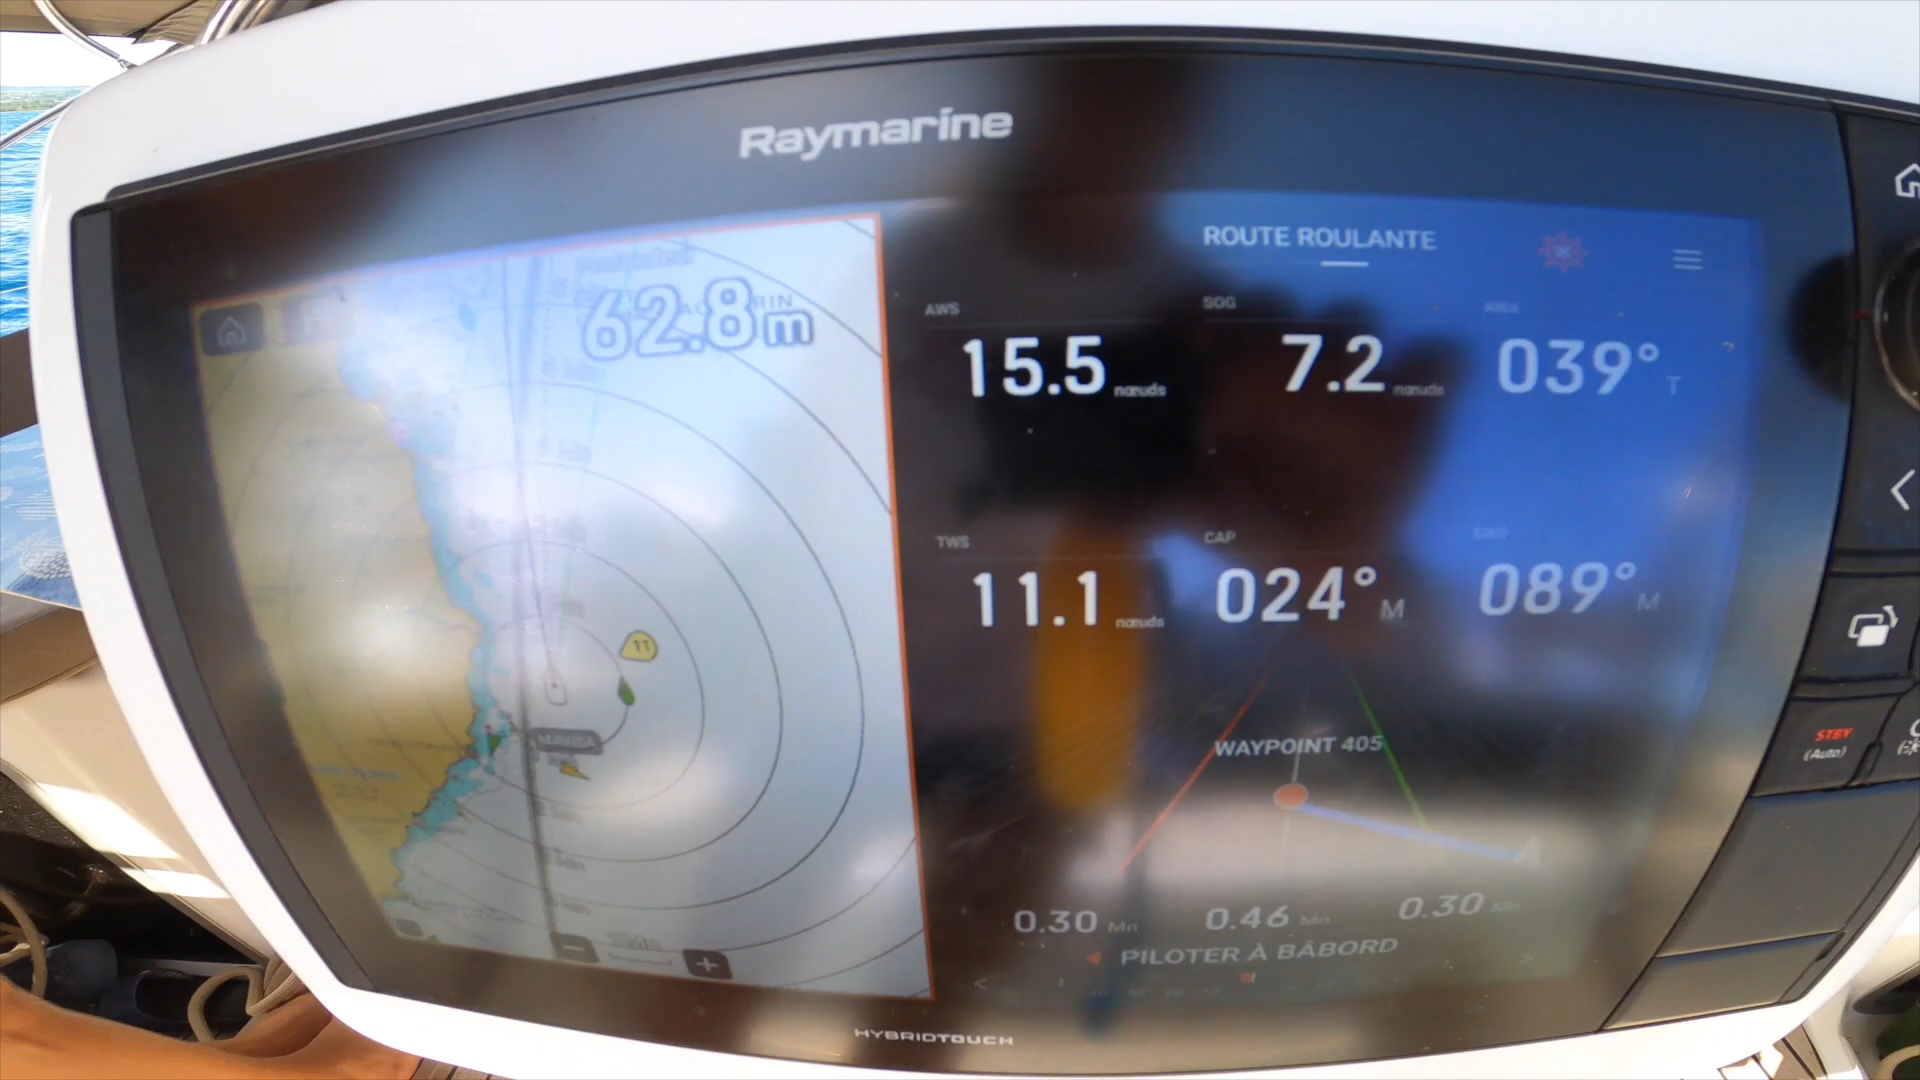 Raymarine
62.8m
ROUTE ROULANTE
AWS
15.5 nœuds
SOG
7.2 nœuds
039° T
TWS
11.1 nœuds
CAP
024° M
089° M
11
WAYPOINT 405
0.30 Mn
0.46 Mn
0.30 Mn
PILOTER À BÂBORD
STBY
(Auto)
HYBRIDTOUCH